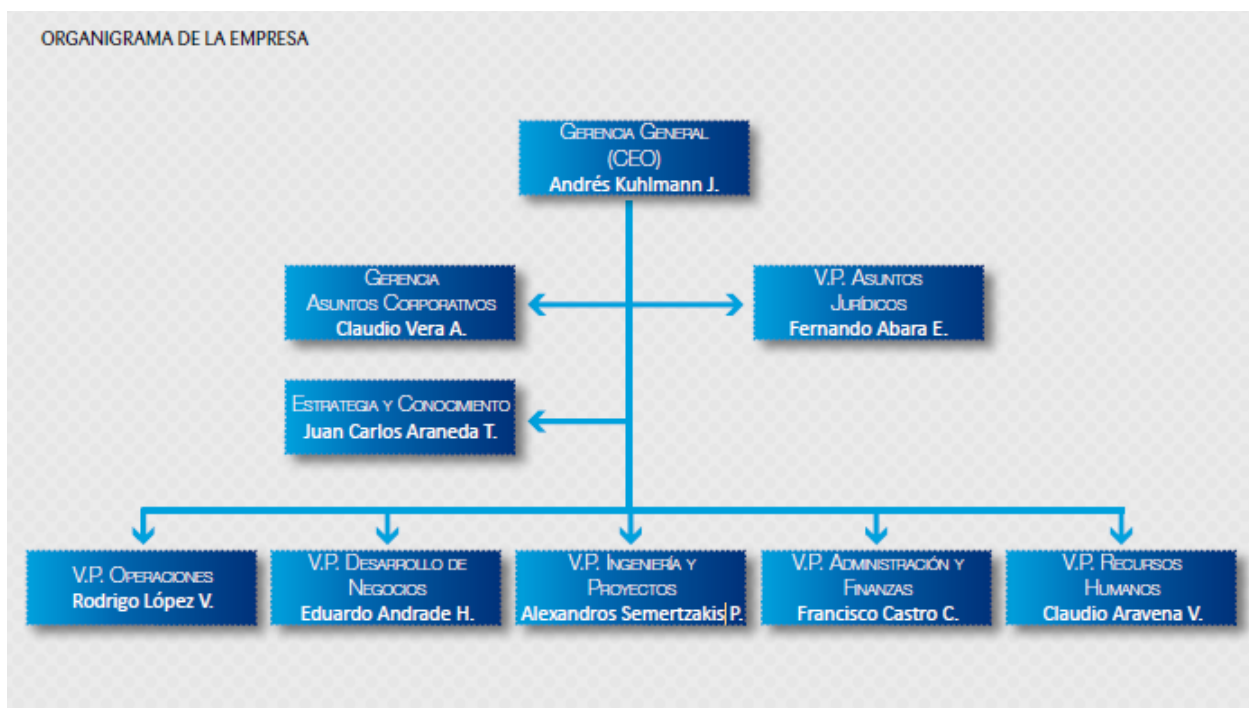 ORGANIGRAMA DE LA EMPRESA
Gerencia General
(CEO)
Andrés Kuhlmann J.
Gerencia
Asuntos Corporativos
Claudio Vera A.
V.P. Asuntos
Jurídicos
Fernando Abara E.
Estrategia y Conocimiento
Juan Carlos Araneda T.
V.P. Operaciones
Rodrigo López V.
V.P. Desarrollo de
Negocios
Eduardo Andrade H.
V.P. Ingeniería y
Proyectos
Alexandros Semertzakis P.
V.P. Administración y
Finanzas
Francisco Castro C.
V.P. Recursos
Humanos
Claudio Aravena V.